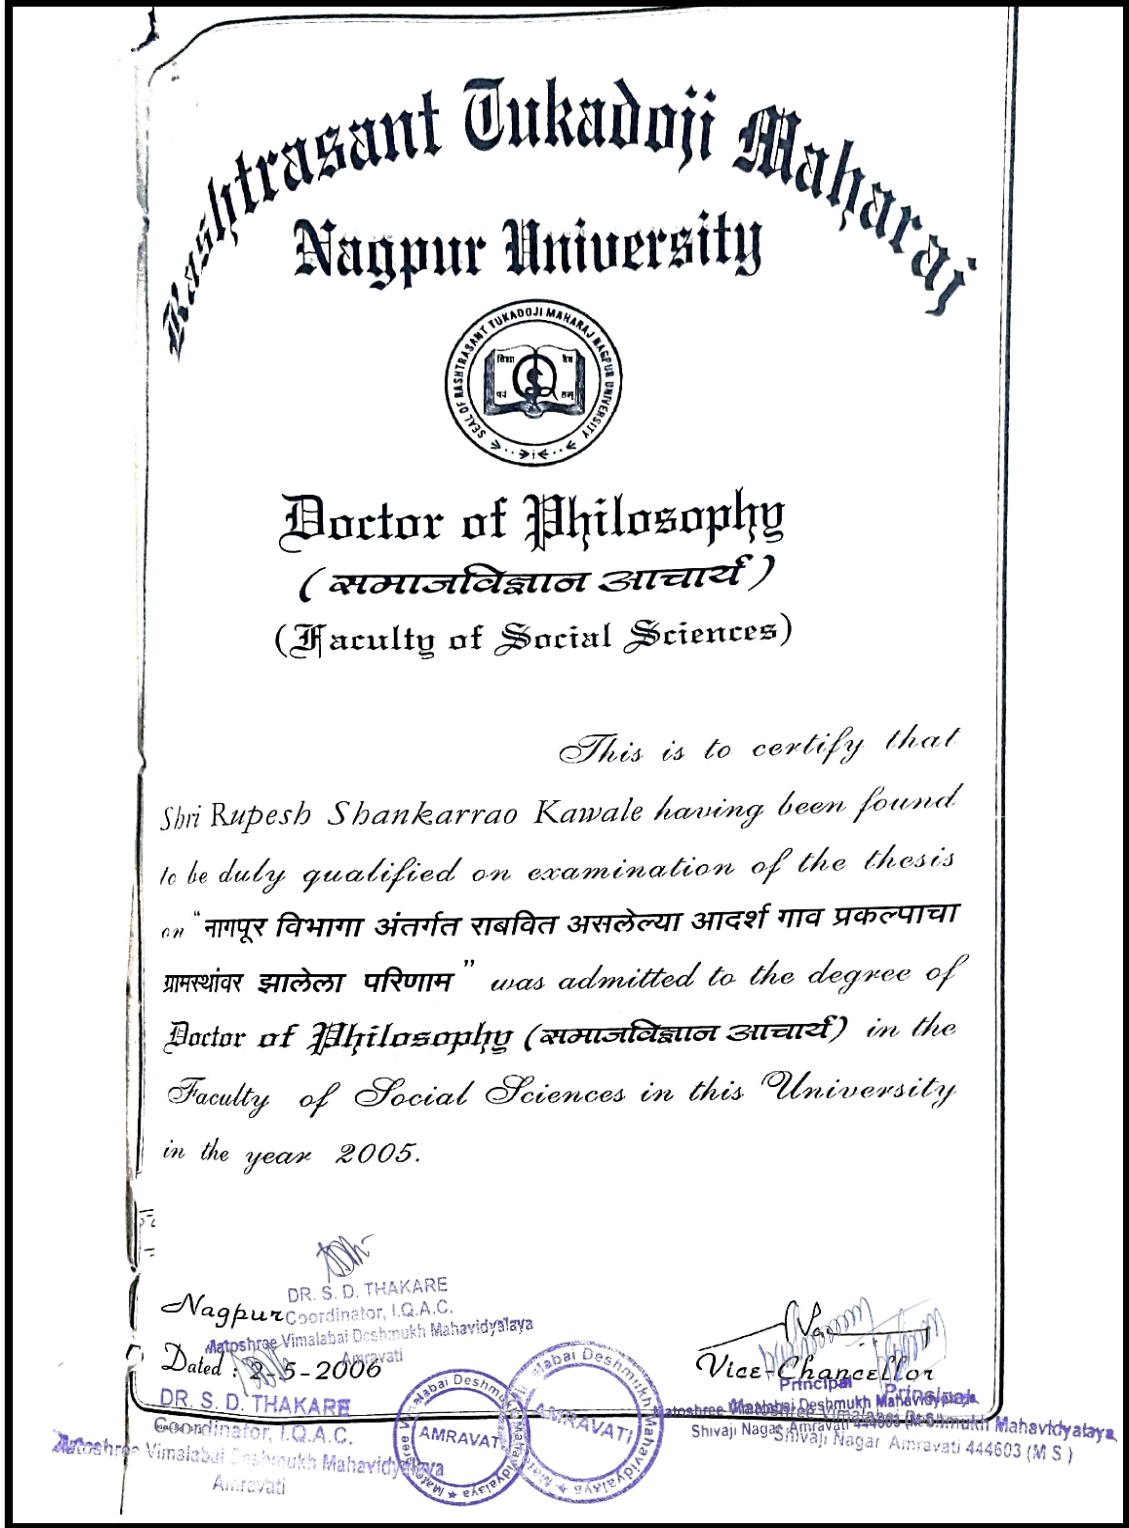 Rashtrasant Tukadoji Maharaj
Nagpur University
SEAL OF RASHTRASANT TUKADOJI MAHARAJ NAGPUR UNIVERSITY
Doctor of Philosophy
(समाजविज्ञान आचार्य)
(Faculty of Social Sciences)
This is to certify that
Shri Rupesh Shankarrao Kawale having been found
to be duly qualified on examination of the thesis
on "नागपूर विभागा अंतर्गत राबवित असलेल्या आदर्श गाव प्रकल्पाचा
ग्रामस्थांवर झालेला परिणाम" was admitted to the degree of
Doctor of Philosophy (समाजविज्ञान आचार्य) in the
Faculty of Social Sciences in this University
in the year 2005.
DR. S. D. THAKARE
Nagpur Coordinator, I.Q.A.C.
Matoshree Vimalabai Deshmukh Mahavidyalaya
Amravati
Dated : 2-5-2006
Vice-Chancellor
DR. S. D. THAKARE
Coordinator, I.Q.A.C.
Matoshree Vimalabai Deshmukh Mahavidyalaya
Amravati
AMRAVATI
AMRAVATI
Principal
Principal
Matoshree Vimalabai Deshmukh Mahavidyalaya
Shivaji Nagar Amravati 444603 (M S )